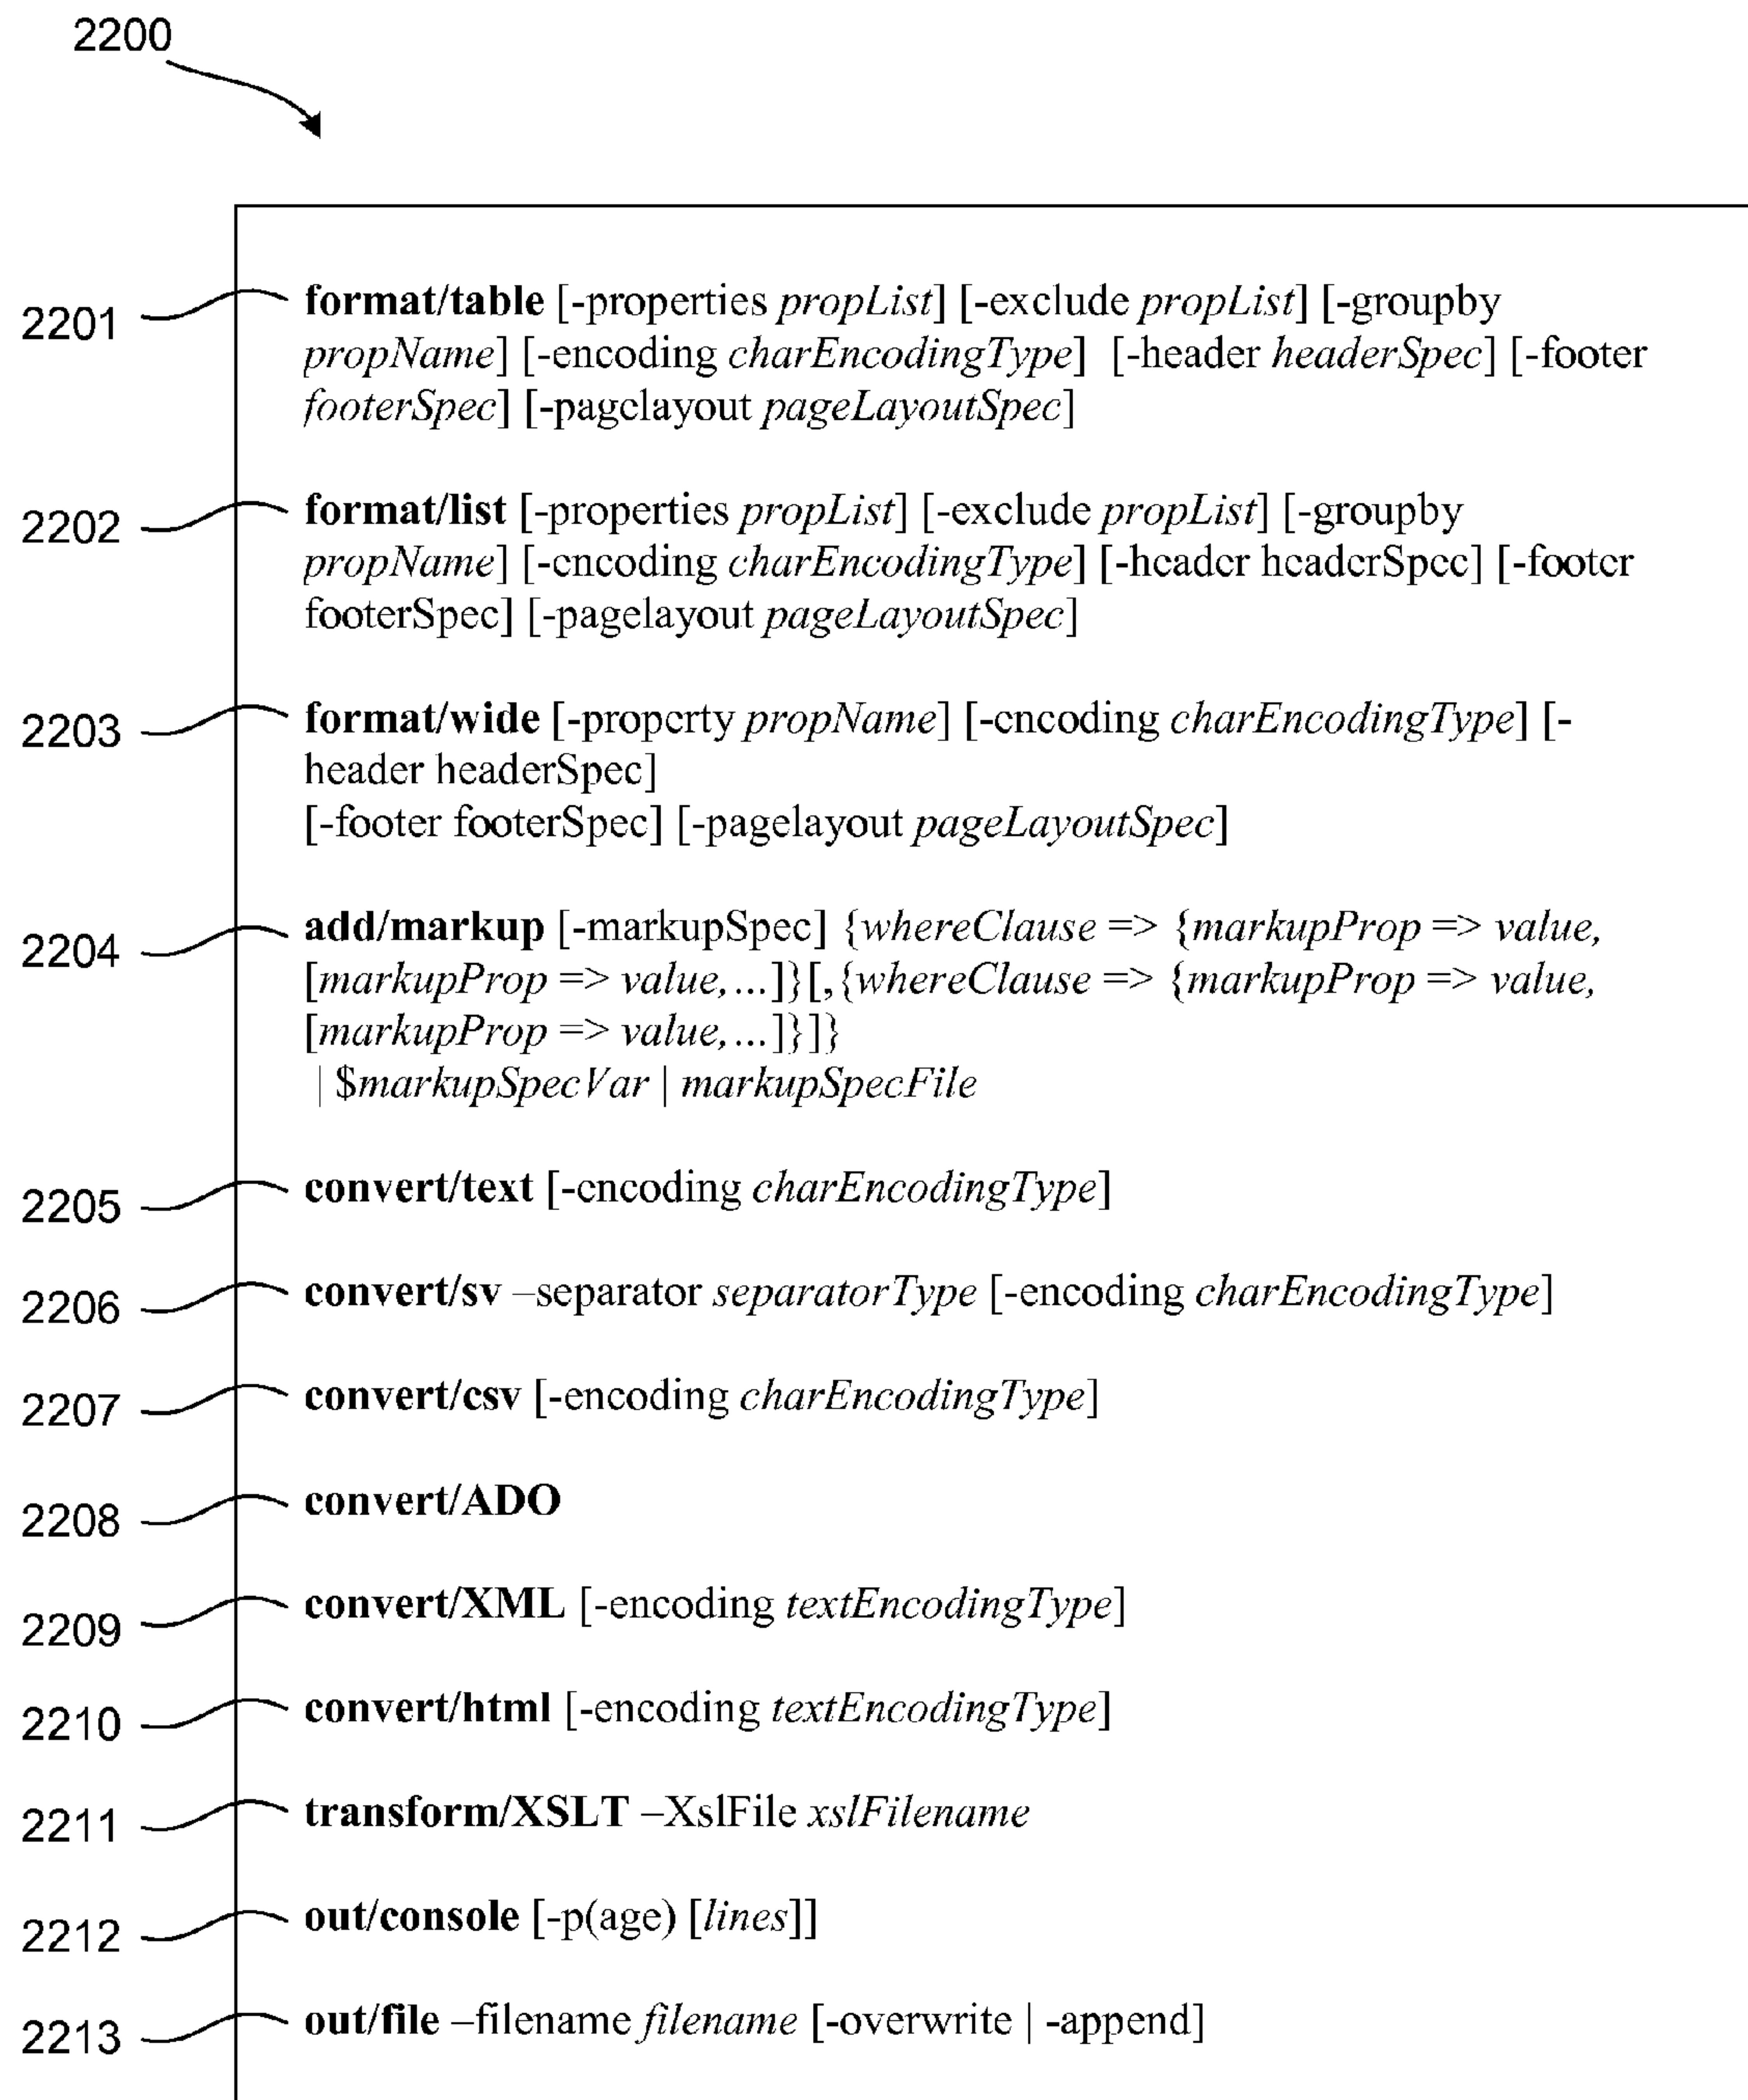 2200
2201 format/table [-properties propList] [-exclude propList] [-groupby
propName] [-encoding charEncodingType] [-header headerSpec] [-footer
footerSpec] [-pagelayout pageLayoutSpec]
2202 format/list [-properties propList] [-exclude propList] [-groupby
propName] [-encoding charEncodingType] [-header headerSpec] [-footer
footerSpec] [-pagelayout pageLayoutSpec]
2203 format/wide [-property propName] [-encoding charEncodingType] [-
header headerSpec]
[-footer footerSpec] [-pagelayout pageLayoutSpec]
2204 add/markup [-markupSpec] {whereClause => {markupProp => value,
[markupProp => value,...]}[,{whereClause => {markupProp => value,
[markupProp => value,...]}]}
| $markupSpecVar | markupSpecFile
2205 convert/text [-encoding charEncodingType]
2206 convert/sv –separator separatorType [-encoding charEncodingType]
2207 convert/csv [-encoding charEncodingType]
2208 convert/ADO
2209 convert/XML [-encoding textEncodingType]
2210 convert/html [-encoding textEncodingType]
2211 transform/XSLT –XslFile xslFilename
2212 out/console [-p(age) [lines]]
2213 out/file –filename filename [-overwrite | -append]